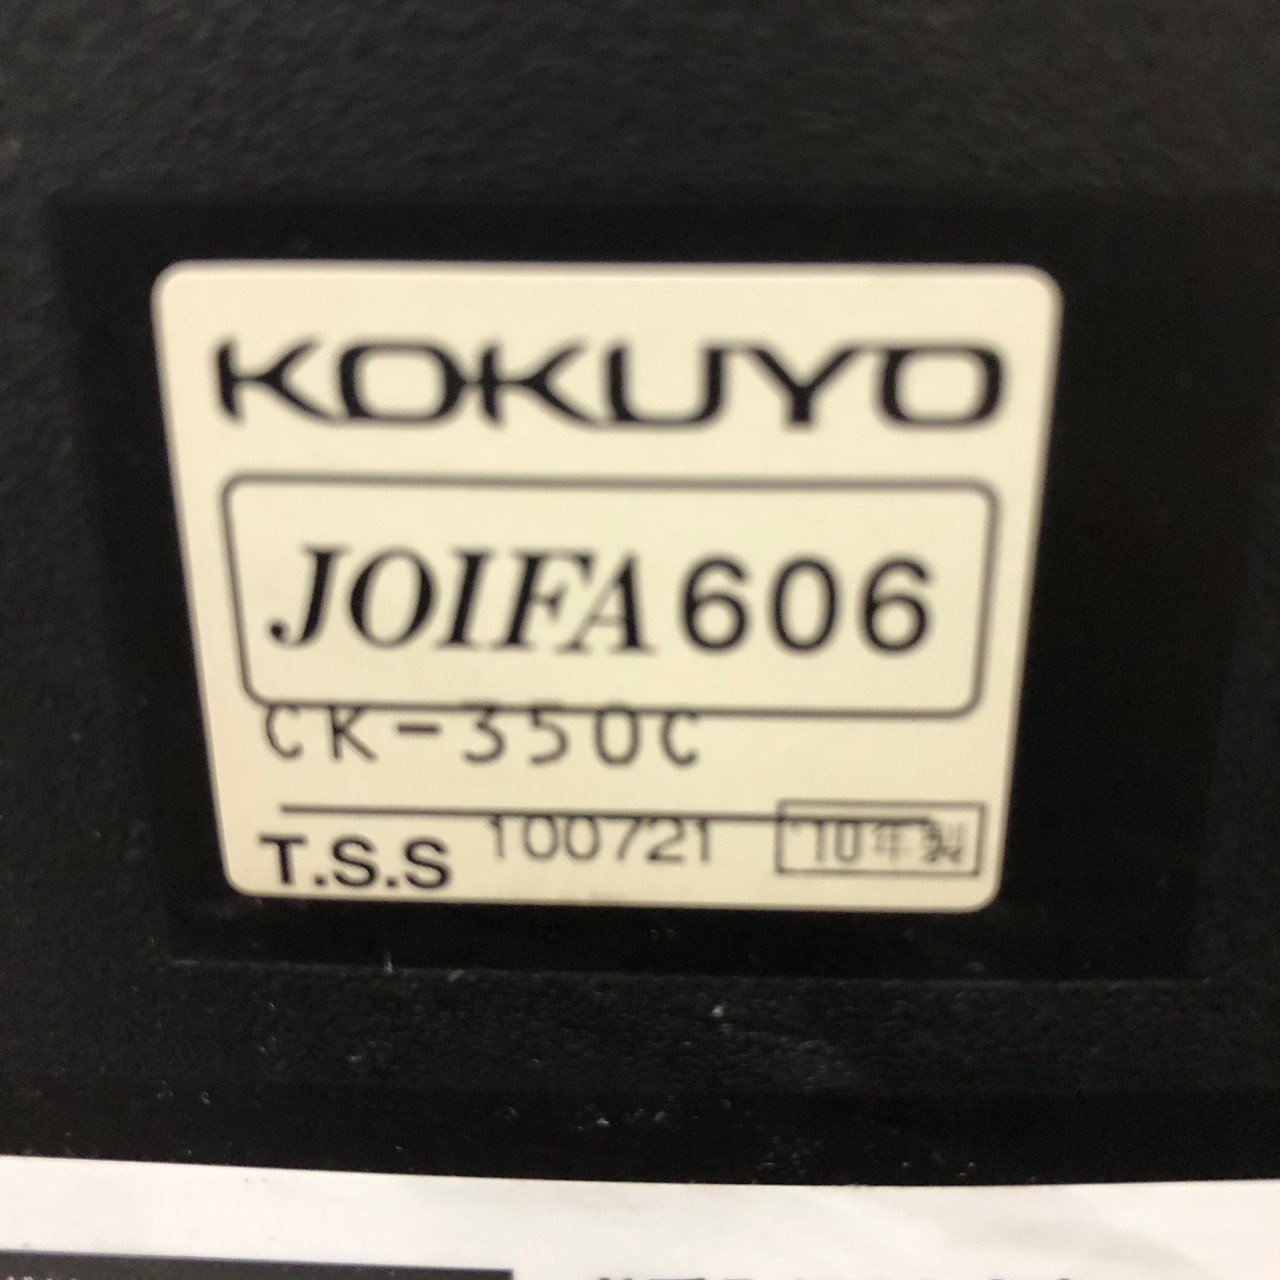 KOKUYO
JOIFA 606
CK-350C
T.S.S 100721 '10年製